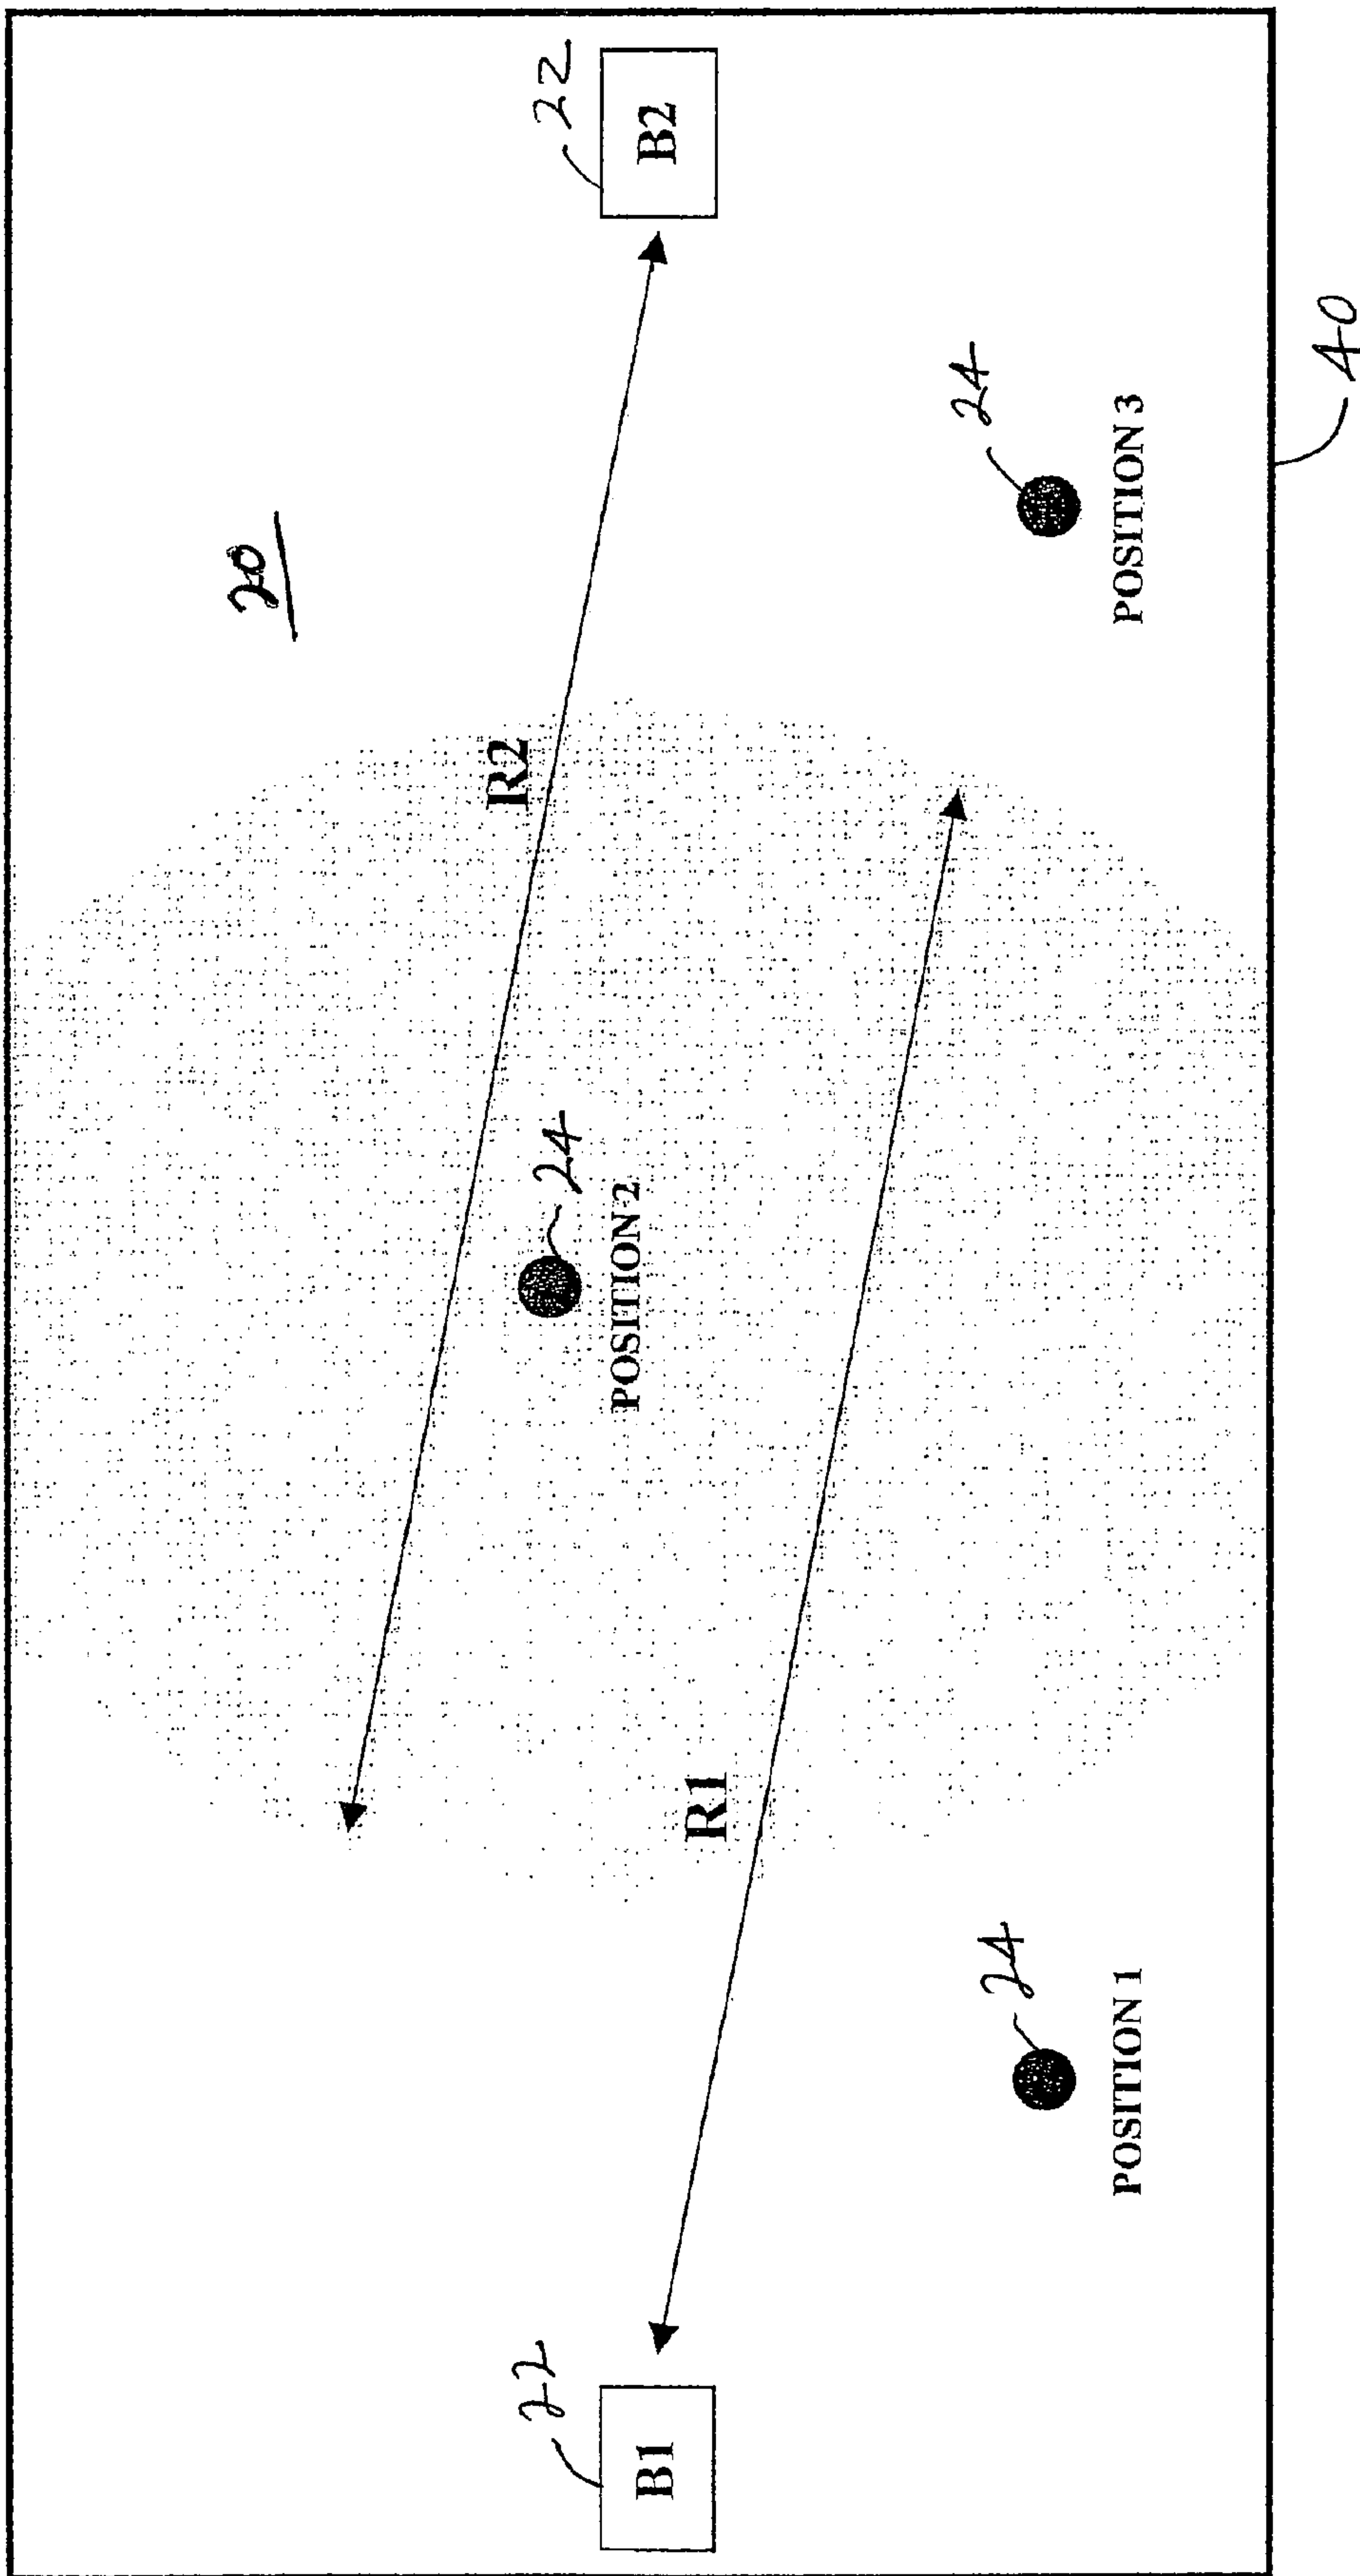 20
22
B2
R2
24
POSITION 2
R1
22
B1
24
POSITION 1
24
POSITION 3
40